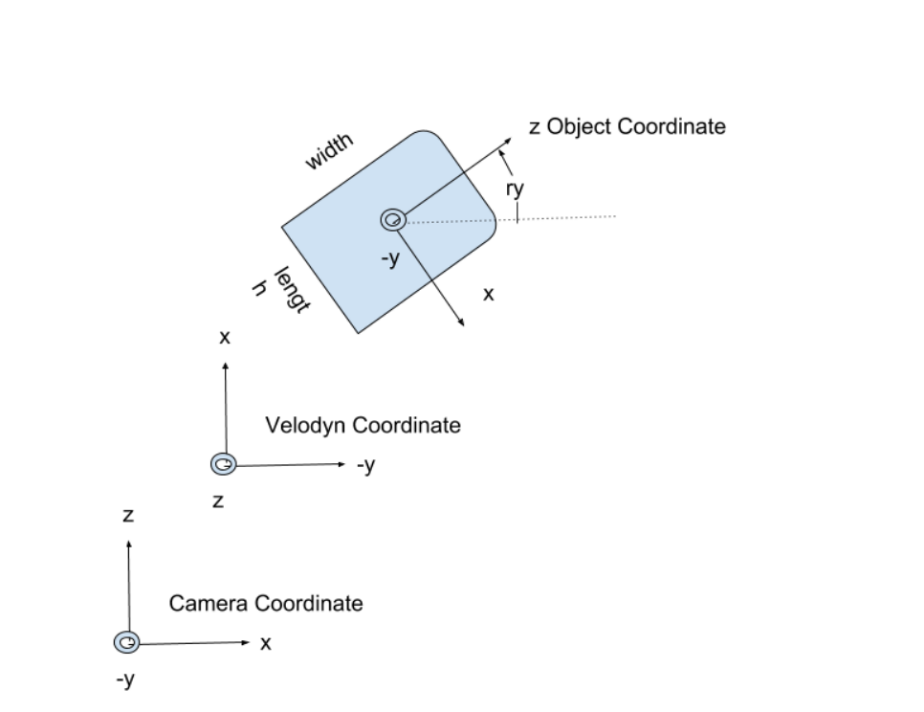 width
z Object Coordinate
ry
-y
lengt
h
x
x
Velodyn Coordinate
-y
z
z
Camera Coordinate
x
-y